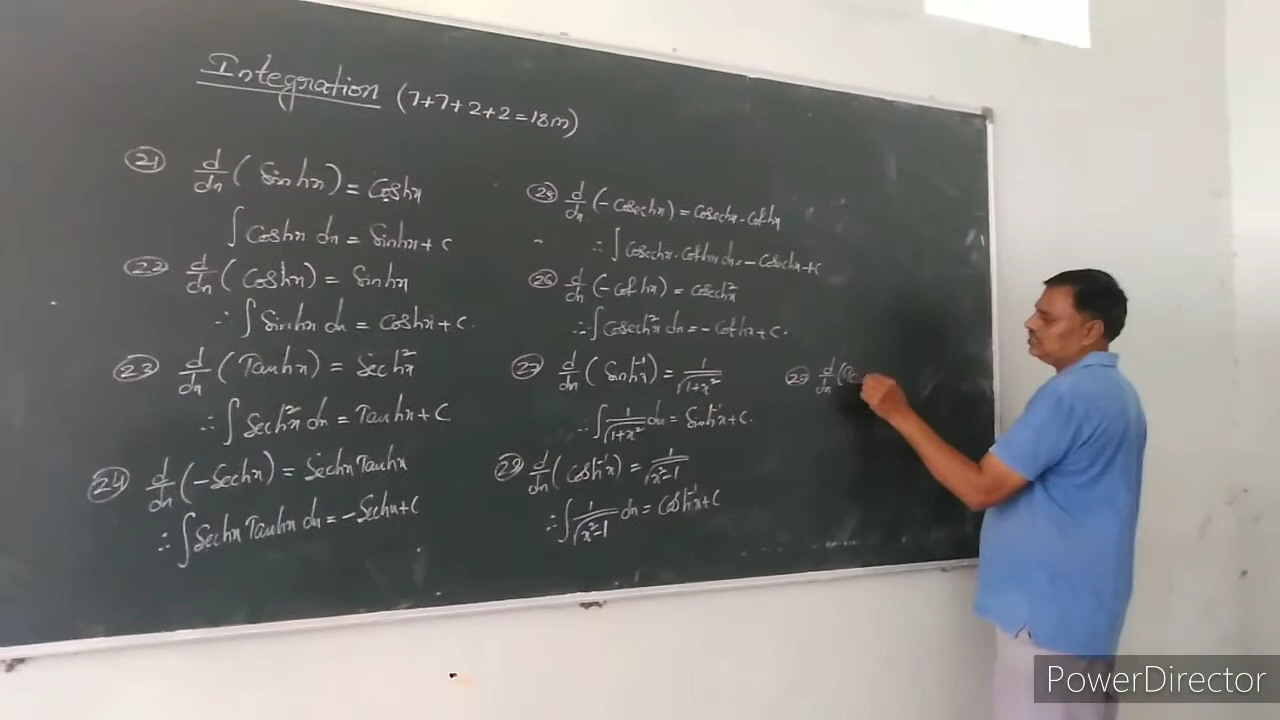 Integration (7+7+2+2=18m)
21 d/dx (Sinhx) = Coshx
∫ Coshx dx = Sinhx + c
22 d/dx (Coshx) = Sinhx
∴ ∫ Sinhx dx = Coshx + c.
23 d/dx (Tanhx) = Sech²x
∴ ∫ Sech²x dx = Tanhx + C
24 d/dx (-Sechx) = Sechx Tanhx
∴ ∫ Sechx Tanhx dx = -Sechx + C
d/dx (-Cosechx) = Cosechx · Cothx
∴ ∫ Cosechx · Cothx dx = -Cosechx + C
26 d/dx (-Cothx) = Cosech²x
∴ ∫ Cosech²x dx = -Cothx + C.
27 d/dx (Sinh⁻¹x) = 1/√(1+x²)
∴ ∫ 1/√(1+x²) dx = Sinh⁻¹x + C.
d/dx (Cosh⁻¹x) = 1/√(x²-1)
∴ ∫ 1/√(x²-1) dx = Cosh⁻¹x + C
d/dx (
PowerDirector